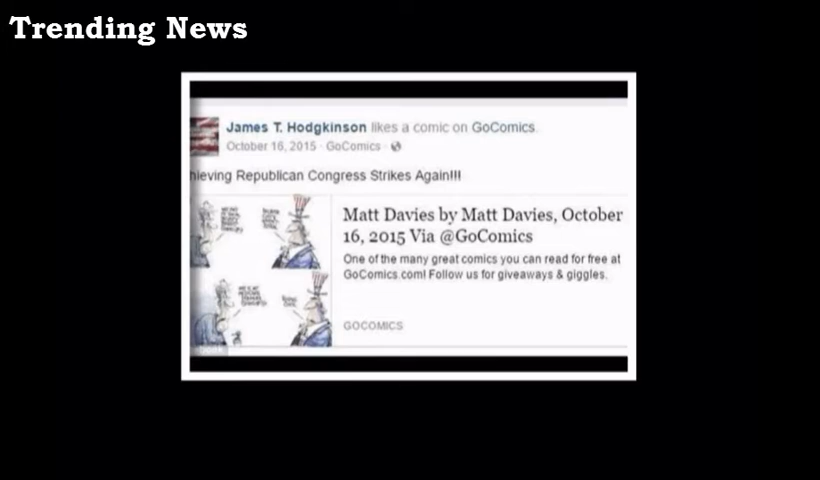 Trending News
James T. Hodgkinson likes a comic on GoComics.
October 16, 2015 · GoComics ·
hieving Republican Congress Strikes Again!!!
Matt Davies by Matt Davies, October
16, 2015 Via @GoComics
One of the many great comics you can read for free at
GoComics.com! Follow us for giveaways & giggles.
GOCOMICS